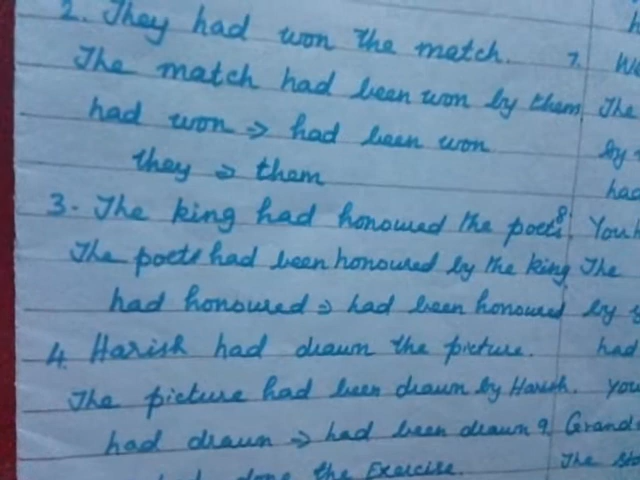 2. They had won the match.
The match had been won by them
had won => had been won
they => them
3. The king had honoured the poets.
The poets had been honoured by the king
had honoured => had been honoured
4. Harish had drawn the picture.
The picture had been drawn by Harish.
had drawn => had been drawn
done the Exercise.
7.
The
by
had
8. You
The
by
had
you
9. Grand
The